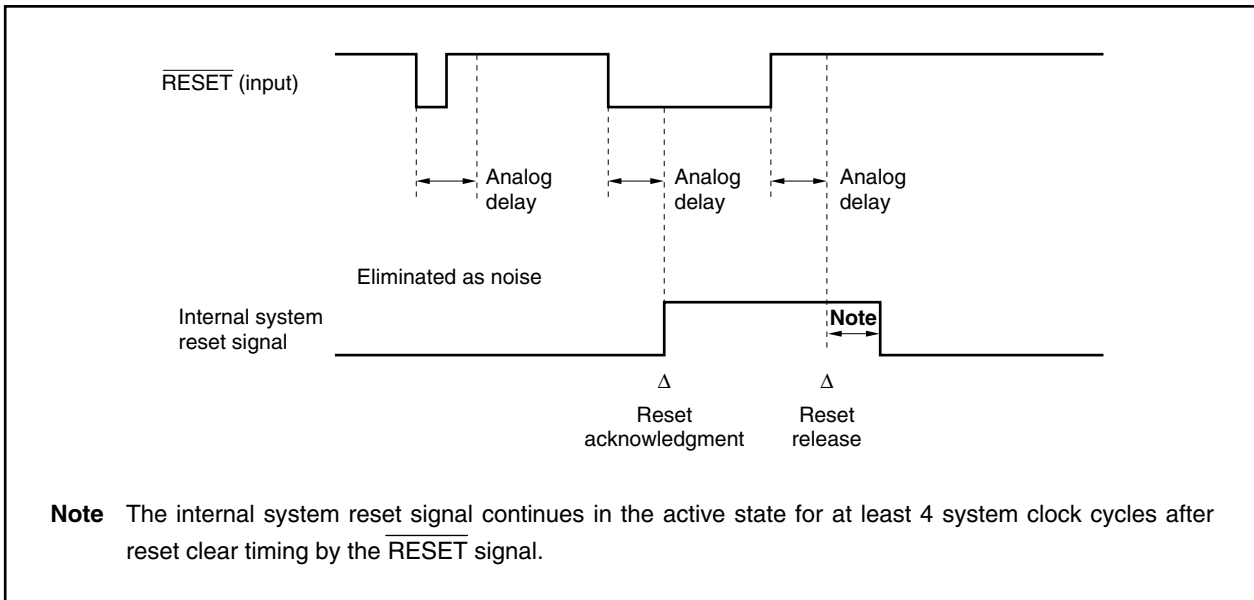 RESET (input)
Analog
delay
Analog
delay
Analog
delay
Eliminated as noise
Internal system
reset signal
Note
Δ
Δ
Reset
acknowledgment
Reset
release
Note The internal system reset signal continues in the active state for at least 4 system clock cycles after
reset clear timing by the RESET signal.